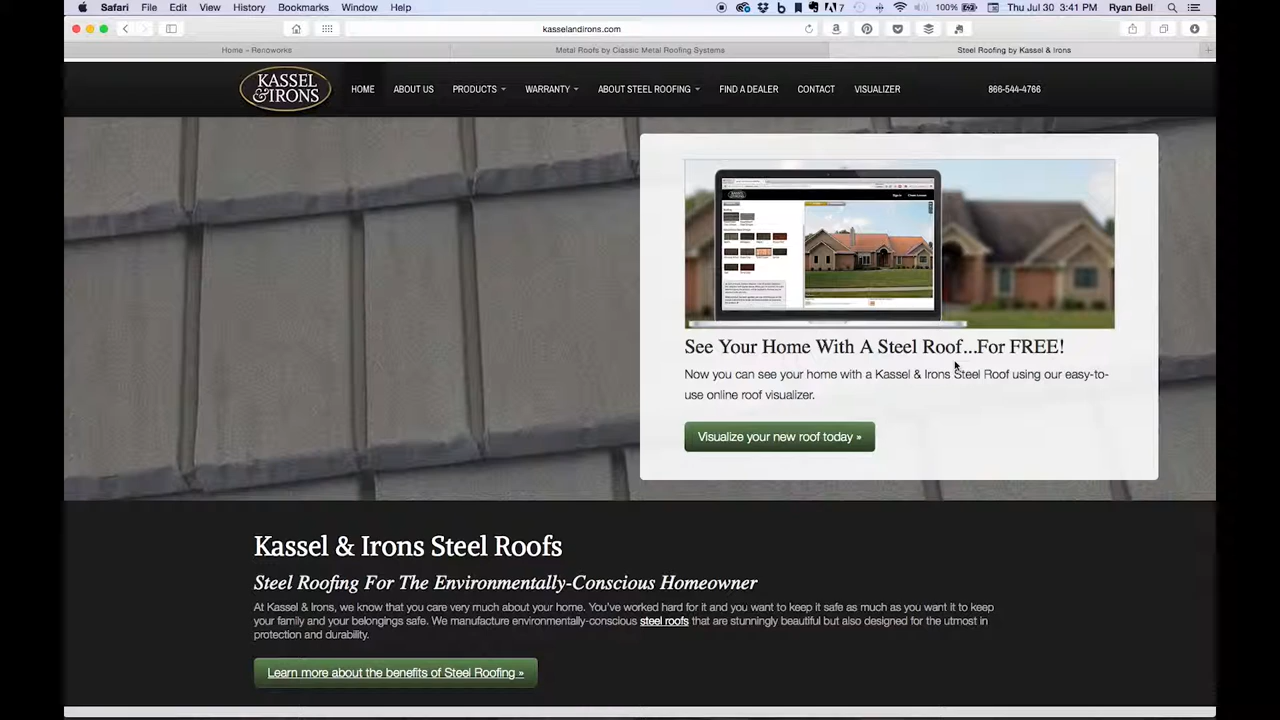 Safari File Edit View History Bookmarks Window Help 7 100% Thu Jul 30 3:41 PM Ryan Bell
kasselandirons.com
Home – Renoworks Metal Roofs by Classic Metal Roofing Systems Steel Roofing by Kassel & Irons
KASSEL
&IRONS
HOME ABOUT US PRODUCTS WARRANTY ABOUT STEEL ROOFING FIND A DEALER CONTACT VISUALIZER 866-544-4766
See Your Home With A Steel Roof...For FREE!
Now you can see your home with a Kassel & Irons Steel Roof using our easy-to-
use online roof visualizer.
Visualize your new roof today »
Kassel & Irons Steel Roofs
Steel Roofing For The Environmentally-Conscious Homeowner
At Kassel & Irons, we know that you care very much about your home. You've worked hard for it and you want to keep it safe as much as you want it to keep
your family and your belongings safe. We manufacture environmentally-conscious steel roofs that are stunningly beautiful but also designed for the utmost in
protection and durability.
Learn more about the benefits of Steel Roofing »